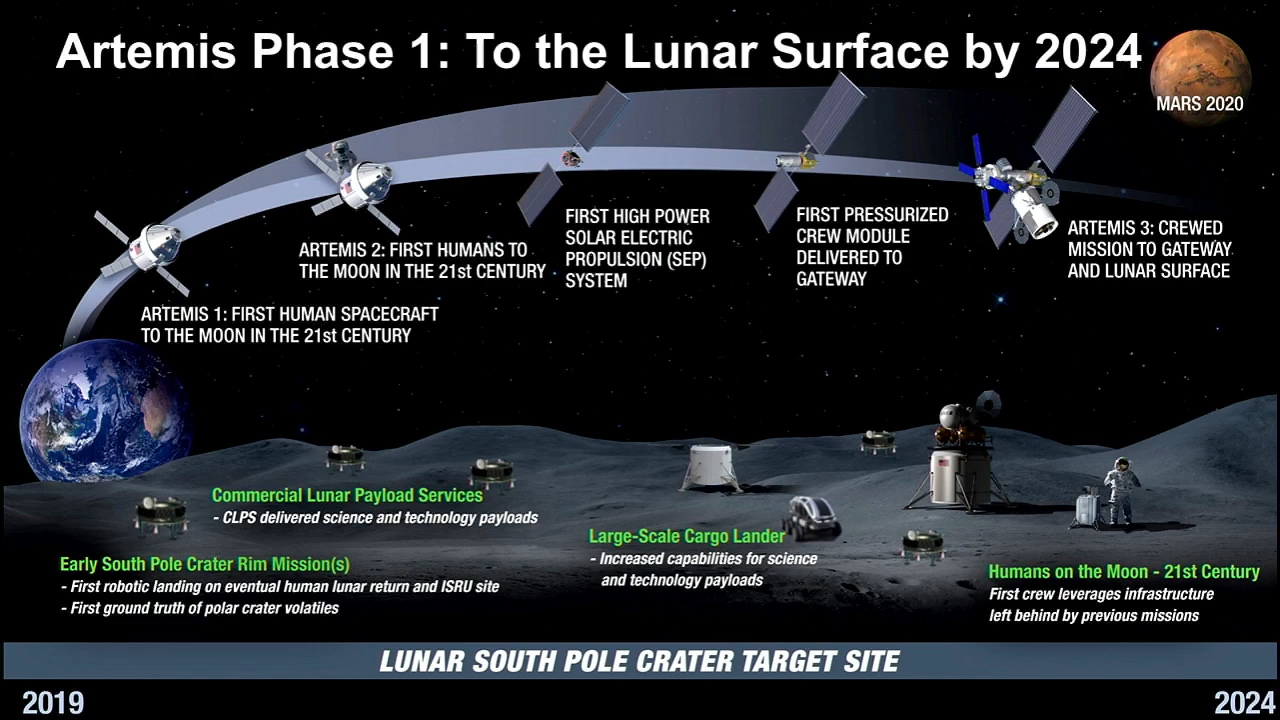 Artemis Phase 1: To the Lunar Surface by 2024
MARS 2020
ARTEMIS 1: FIRST HUMAN SPACECRAFT
TO THE MOON IN THE 21st CENTURY
ARTEMIS 2: FIRST HUMANS TO
THE MOON IN THE 21st CENTURY
FIRST HIGH POWER
SOLAR ELECTRIC
PROPULSION (SEP)
SYSTEM
FIRST PRESSURIZED
CREW MODULE
DELIVERED TO
GATEWAY
ARTEMIS 3: CREWED
MISSION TO GATEWAY
AND LUNAR SURFACE
Commercial Lunar Payload Services
- CLPS delivered science and technology payloads
Early South Pole Crater Rim Mission(s)
- First robotic landing on eventual human lunar return and ISRU site
- First ground truth of polar crater volatiles
Large-Scale Cargo Lander
- Increased capabilities for science
and technology payloads
Humans on the Moon - 21st Century
First crew leverages infrastructure
left behind by previous missions
LUNAR SOUTH POLE CRATER TARGET SITE
2019
2024